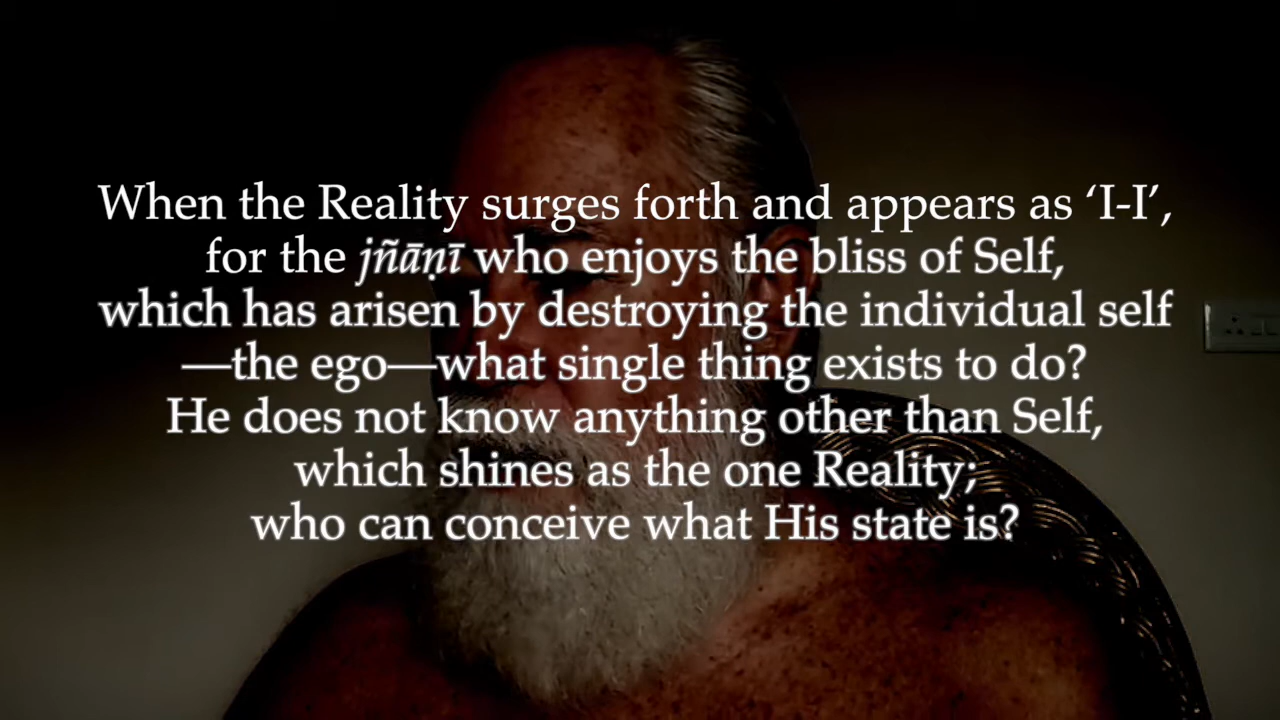 When the Reality surges forth and appears as ‘I-I’,
for the jñāṇī who enjoys the bliss of Self,
which has arisen by destroying the individual self
—the ego—what single thing exists to do?
He does not know anything other than Self,
which shines as the one Reality;
who can conceive what His state is?